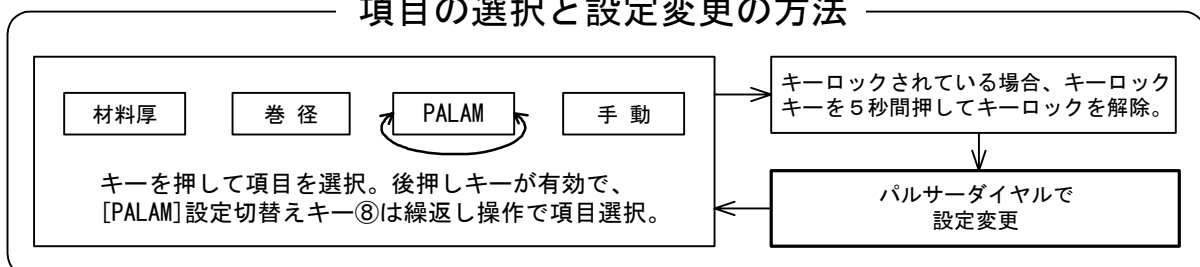 項目の選択と設定変更の方法
材料厚
巻 径
PALAM
手 動
キーを押して項目を選択。後押しキーが有効で、
[PALAM]設定切替えキー⑧は繰返し操作で項目選択。
キーロックされている場合、キーロック
キーを５秒間押してキーロックを解除。
パルサーダイヤルで
設定変更